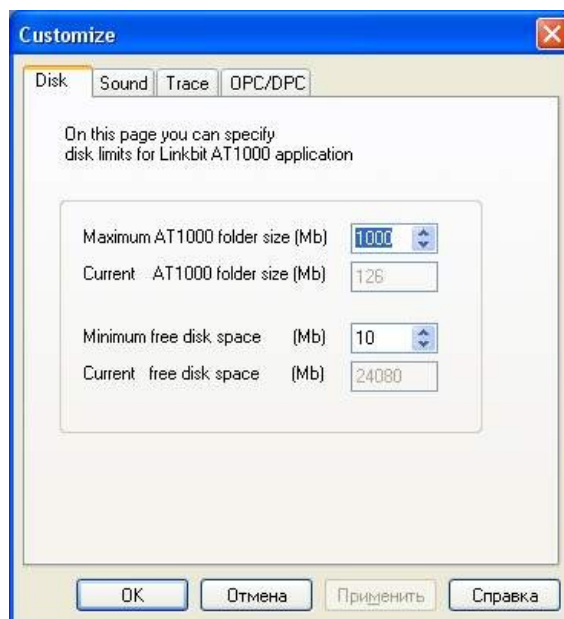 Customize
Disk Sound Trace OPC/DPC
On this page you can specify
disk limits for Linkbit AT1000 application
Maximum AT1000 folder size (Mb) 1000
Current AT1000 folder size (Mb) 126
Minimum free disk space (Mb) 10
Current free disk space (Mb) 24080
OK Отмена Применить Справка